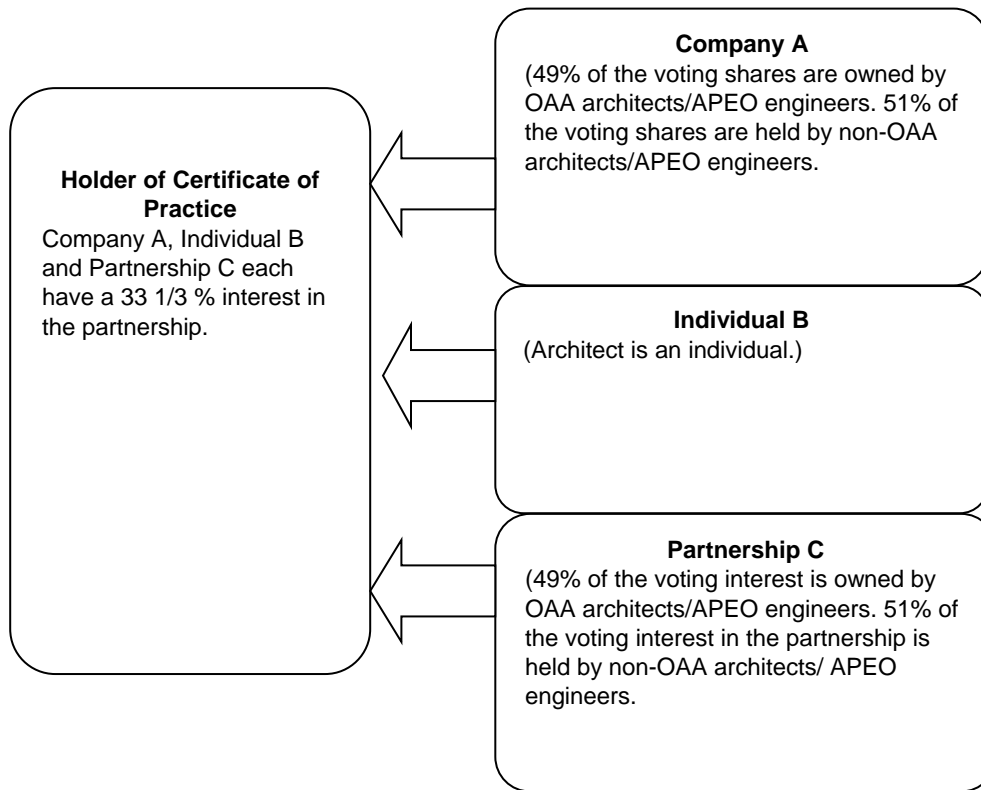 Holder of Certificate of
Practice
Company A, Individual B
and Partnership C each
have a 33 1/3 % interest in
the partnership.
Company A
(49% of the voting shares are owned by
OAA architects/APEO engineers. 51% of
the voting shares are held by non-OAA
architects/APEO engineers.
Individual B
(Architect is an individual.)
Partnership C
(49% of the voting interest is owned by
OAA architects/APEO engineers. 51% of
the voting interest in the partnership is
held by non-OAA architects/ APEO
engineers.